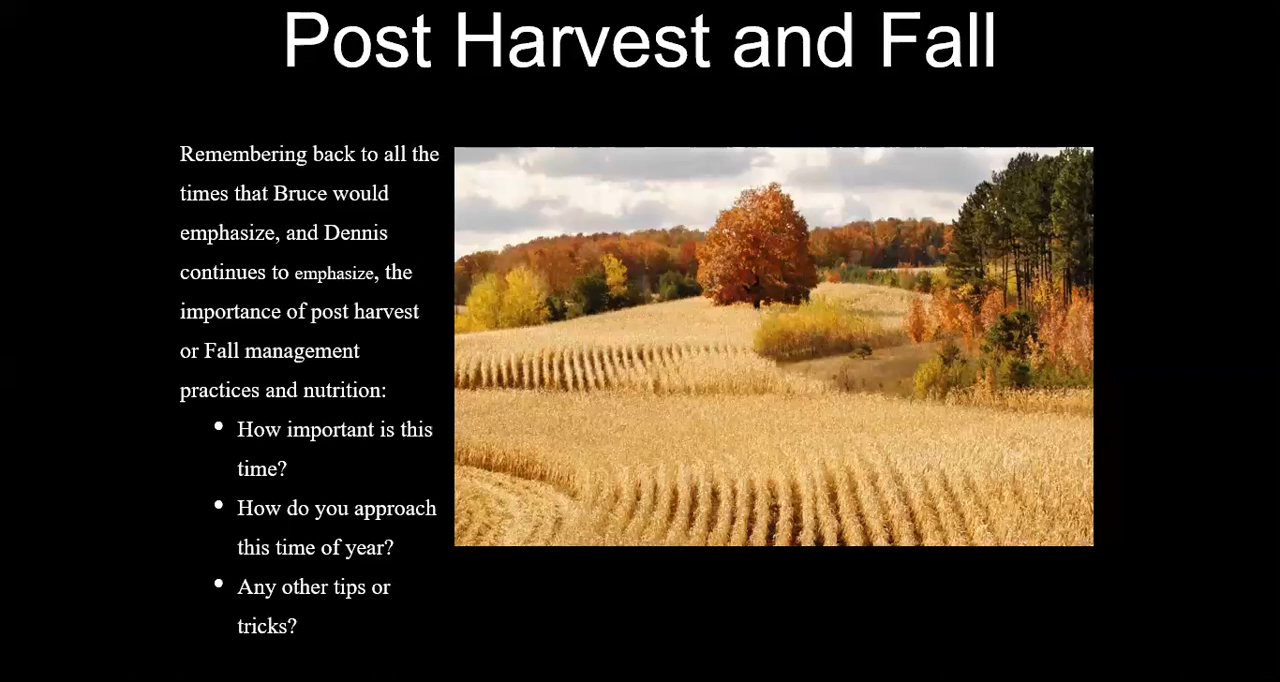 Post Harvest and Fall
Remembering back to all the
times that Bruce would
emphasize, and Dennis
continues to emphasize, the
importance of post harvest
or Fall management
practices and nutrition:
• How important is this
time?
• How do you approach
this time of year?
• Any other tips or
tricks?